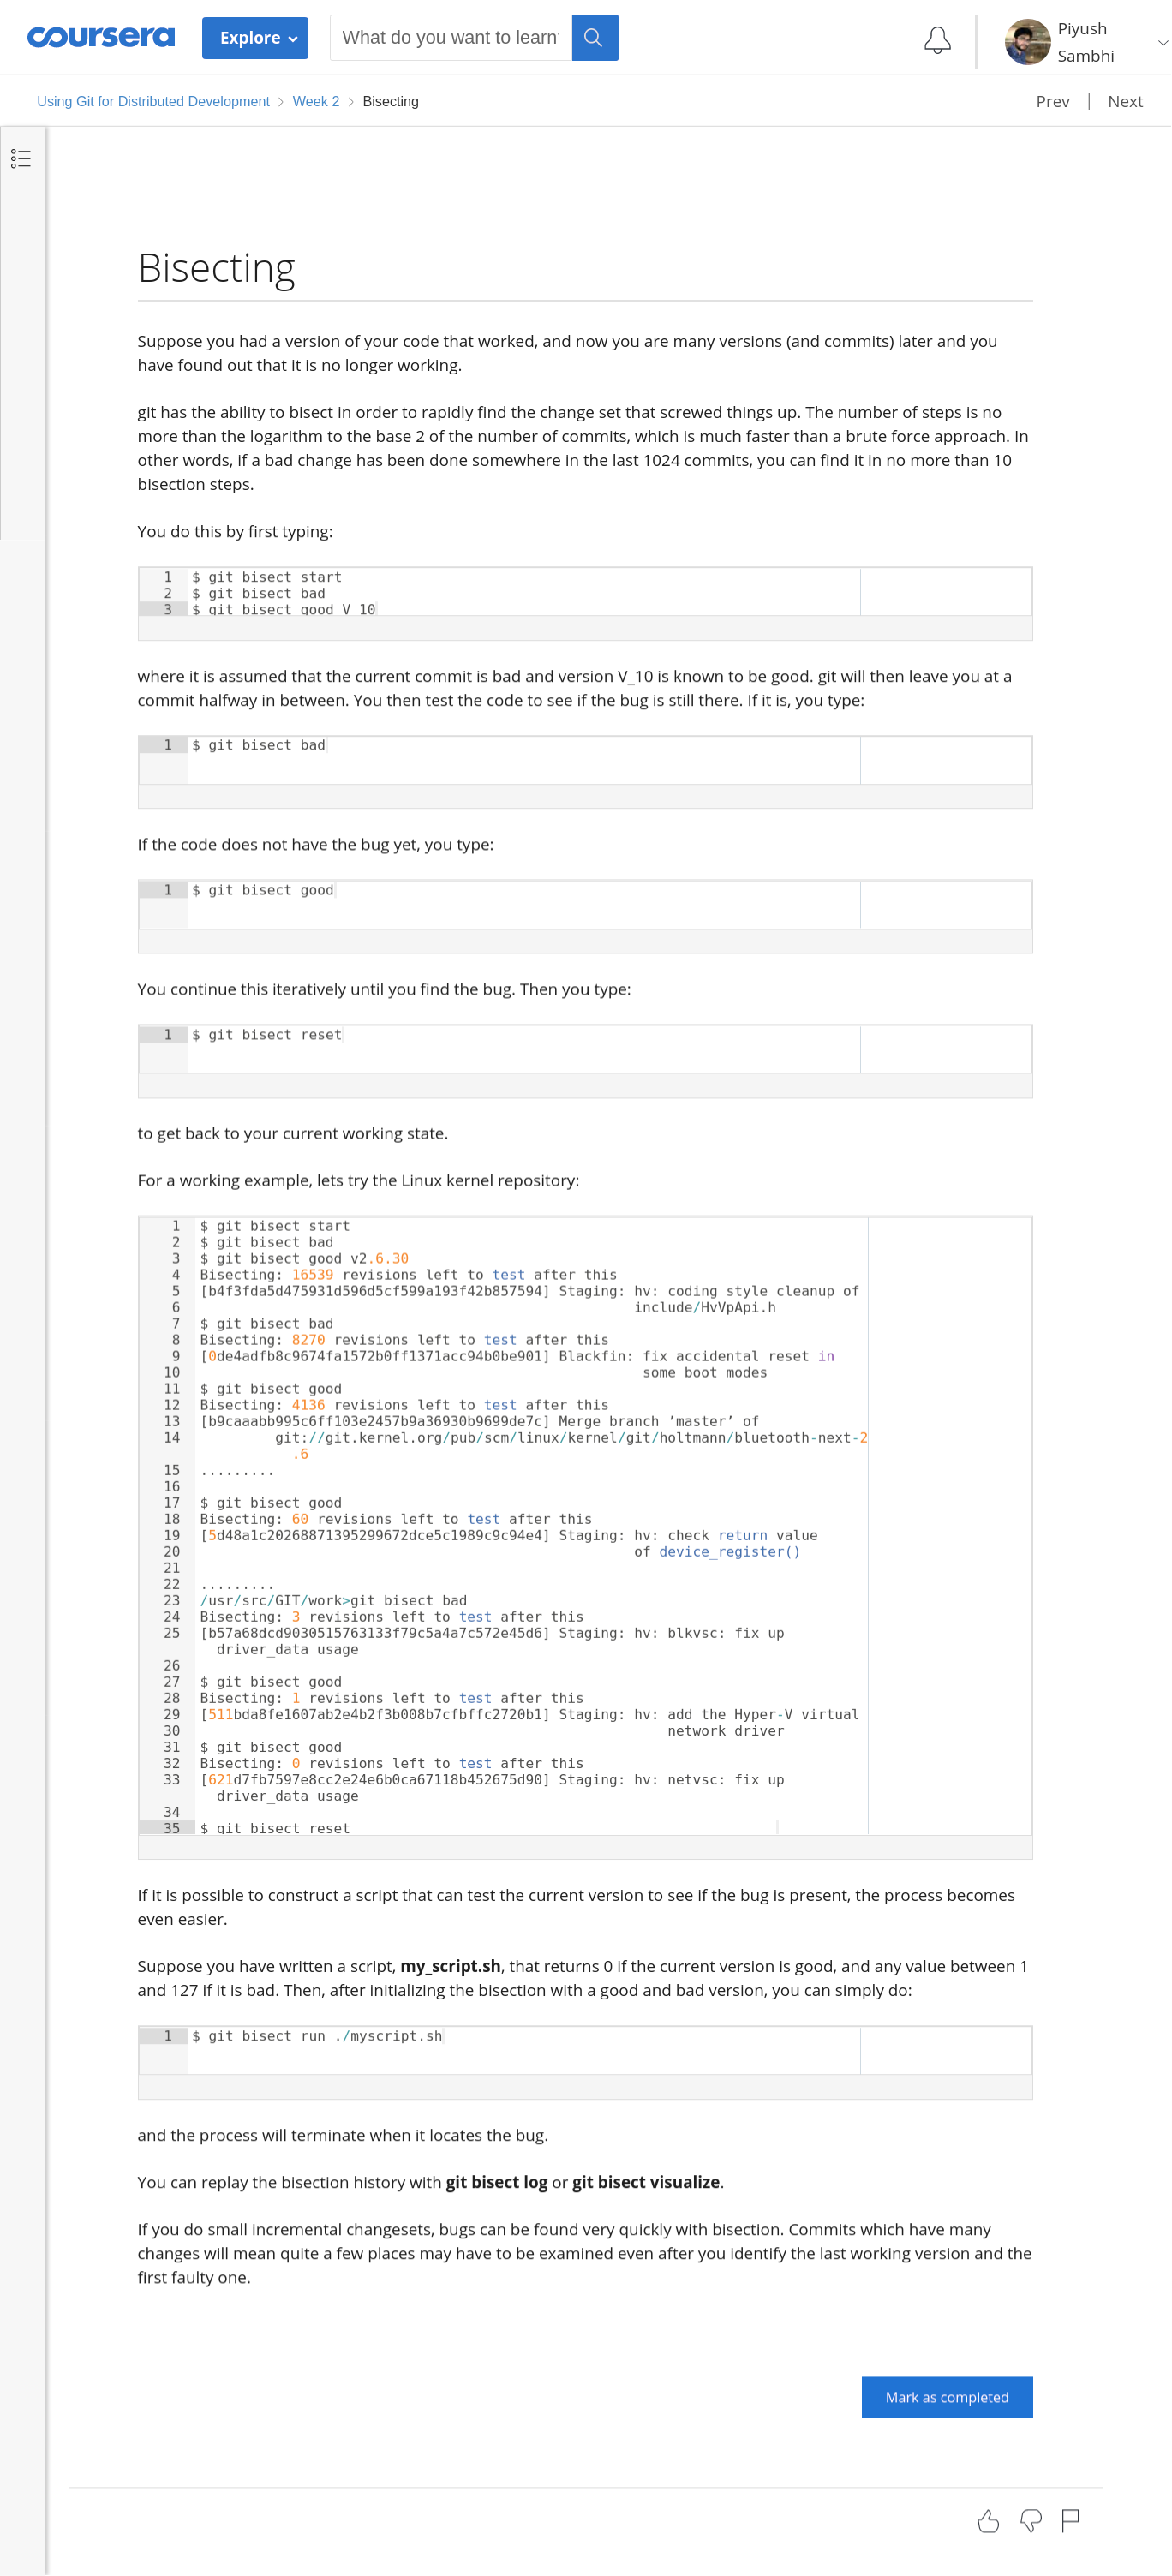 coursera
Explore
What do you want to learn
Piyush
Sambhi
Using Git for Distributed Development > Week 2 > Bisecting
Prev | Next
Bisecting
Suppose you had a version of your code that worked, and now you are many versions (and commits) later and you
have found out that it is no longer working.
git has the ability to bisect in order to rapidly find the change set that screwed things up. The number of steps is no
more than the logarithm to the base 2 of the number of commits, which is much faster than a brute force approach. In
other words, if a bad change has been done somewhere in the last 1024 commits, you can find it in no more than 10
bisection steps.
You do this by first typing:
1 $ git bisect start
2 $ git bisect bad
3 $ git bisect good V_10
where it is assumed that the current commit is bad and version V_10 is known to be good. git will then leave you at a
commit halfway in between. You then test the code to see if the bug is still there. If it is, you type:
1 $ git bisect bad
If the code does not have the bug yet, you type:
1 $ git bisect good
You continue this iteratively until you find the bug. Then you type:
1 $ git bisect reset
to get back to your current working state.
For a working example, lets try the Linux kernel repository:
1 $ git bisect start
2 $ git bisect bad
3 $ git bisect good v2.6.30
4 Bisecting: 16539 revisions left to test after this
5 [b4f3fda5d475931d596d5cf599a193f42b857594] Staging: hv: coding style cleanup of
6 include/HvVpApi.h
7 $ git bisect bad
8 Bisecting: 8270 revisions left to test after this
9 [0de4adfb8c9674fa1572b0ff1371acc94b0be901] Blackfin: fix accidental reset in
10 some boot modes
11 $ git bisect good
12 Bisecting: 4136 revisions left to test after this
13 [b9caaabb995c6ff103e2457b9a36930b9699de7c] Merge branch ’master’ of
14 git://git.kernel.org/pub/scm/linux/kernel/git/holtmann/bluetooth-next-2
.6
15 .........
16
17 $ git bisect good
18 Bisecting: 60 revisions left to test after this
19 [5d48a1c20268871395299672dce5c1989c9c94e4] Staging: hv: check return value
20 of device_register()
21
22 .........
23 /usr/src/GIT/work>git bisect bad
24 Bisecting: 3 revisions left to test after this
25 [b57a68dcd9030515763133f79c5a4a7c572e45d6] Staging: hv: blkvsc: fix up
driver_data usage
26
27 $ git bisect good
28 Bisecting: 1 revisions left to test after this
29 [511bda8fe1607ab2e4b2f3b008b7cfbffc2720b1] Staging: hv: add the Hyper-V virtual
30 network driver
31 $ git bisect good
32 Bisecting: 0 revisions left to test after this
33 [621d7fb7597e8cc2e24e6b0ca67118b452675d90] Staging: hv: netvsc: fix up
driver_data usage
34
35 $ git bisect reset
If it is possible to construct a script that can test the current version to see if the bug is present, the process becomes
even easier.
Suppose you have written a script, my_script.sh, that returns 0 if the current version is good, and any value between 1
and 127 if it is bad. Then, after initializing the bisection with a good and bad version, you can simply do:
1 $ git bisect run ./myscript.sh
and the process will terminate when it locates the bug.
You can replay the bisection history with git bisect log or git bisect visualize.
If you do small incremental changesets, bugs can be found very quickly with bisection. Commits which have many
changes will mean quite a few places may have to be examined even after you identify the last working version and the
first faulty one.
Mark as completed